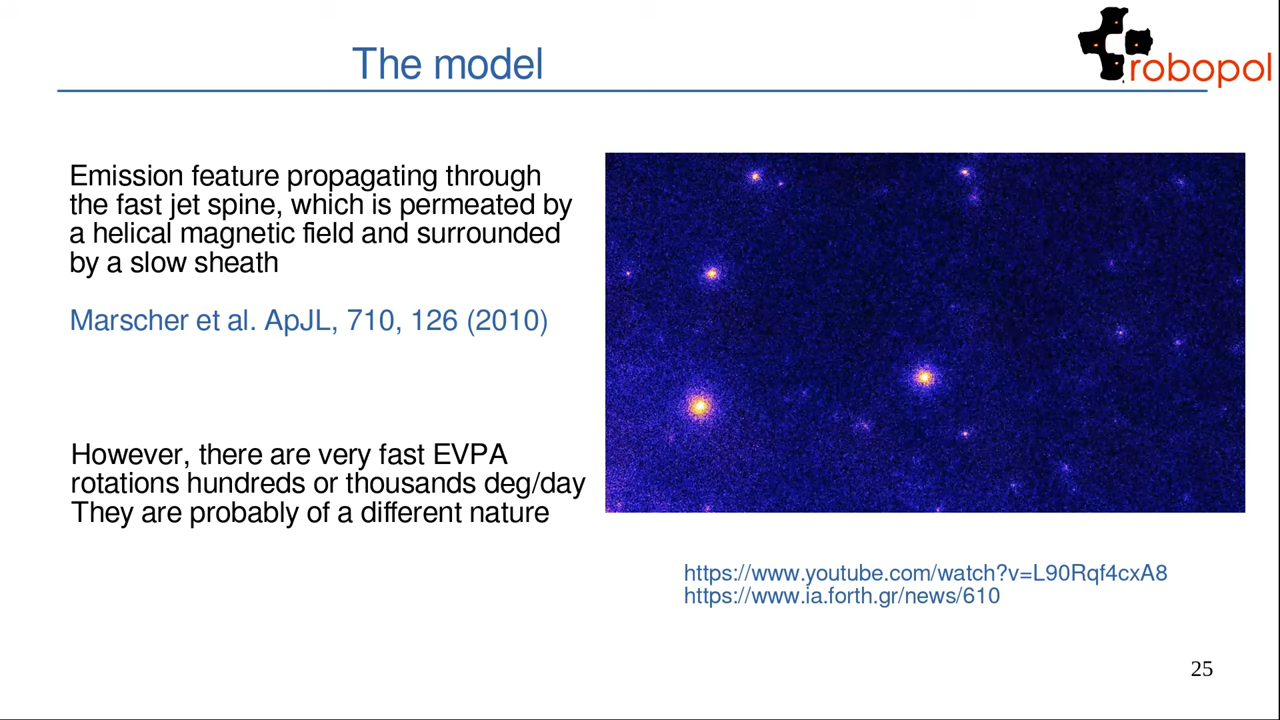 The model
robopol
Emission feature propagating through
the fast jet spine, which is permeated by
a helical magnetic field and surrounded
by a slow sheath
Marscher et al. ApJL, 710, 126 (2010)
However, there are very fast EVPA
rotations hundreds or thousands deg/day
They are probably of a different nature
https://www.youtube.com/watch?v=L90Rqf4cxA8
https://www.ia.forth.gr/news/610
25